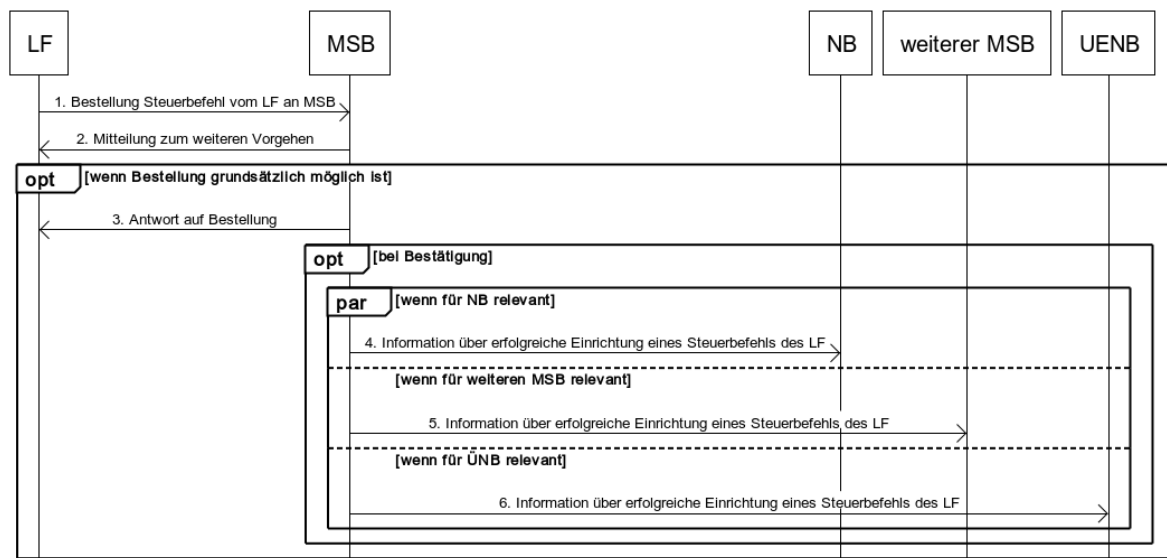 LF
MSB
NB
weiterer MSB
UENB
1. Bestellung Steuerbefehl vom LF an MSB
2. Mitteilung zum weiteren Vorgehen
opt
[wenn Bestellung grundsätzlich möglich ist]
3. Antwort auf Bestellung
opt
[bei Bestätigung]
par
[wenn für NB relevant]
4. Information über erfolgreiche Einrichtung eines Steuerbefehls des LF
[wenn für weiteren MSB relevant]
5. Information über erfolgreiche Einrichtung eines Steuerbefehls des LF
[wenn für ÜNB relevant]
6. Information über erfolgreiche Einrichtung eines Steuerbefehls des LF